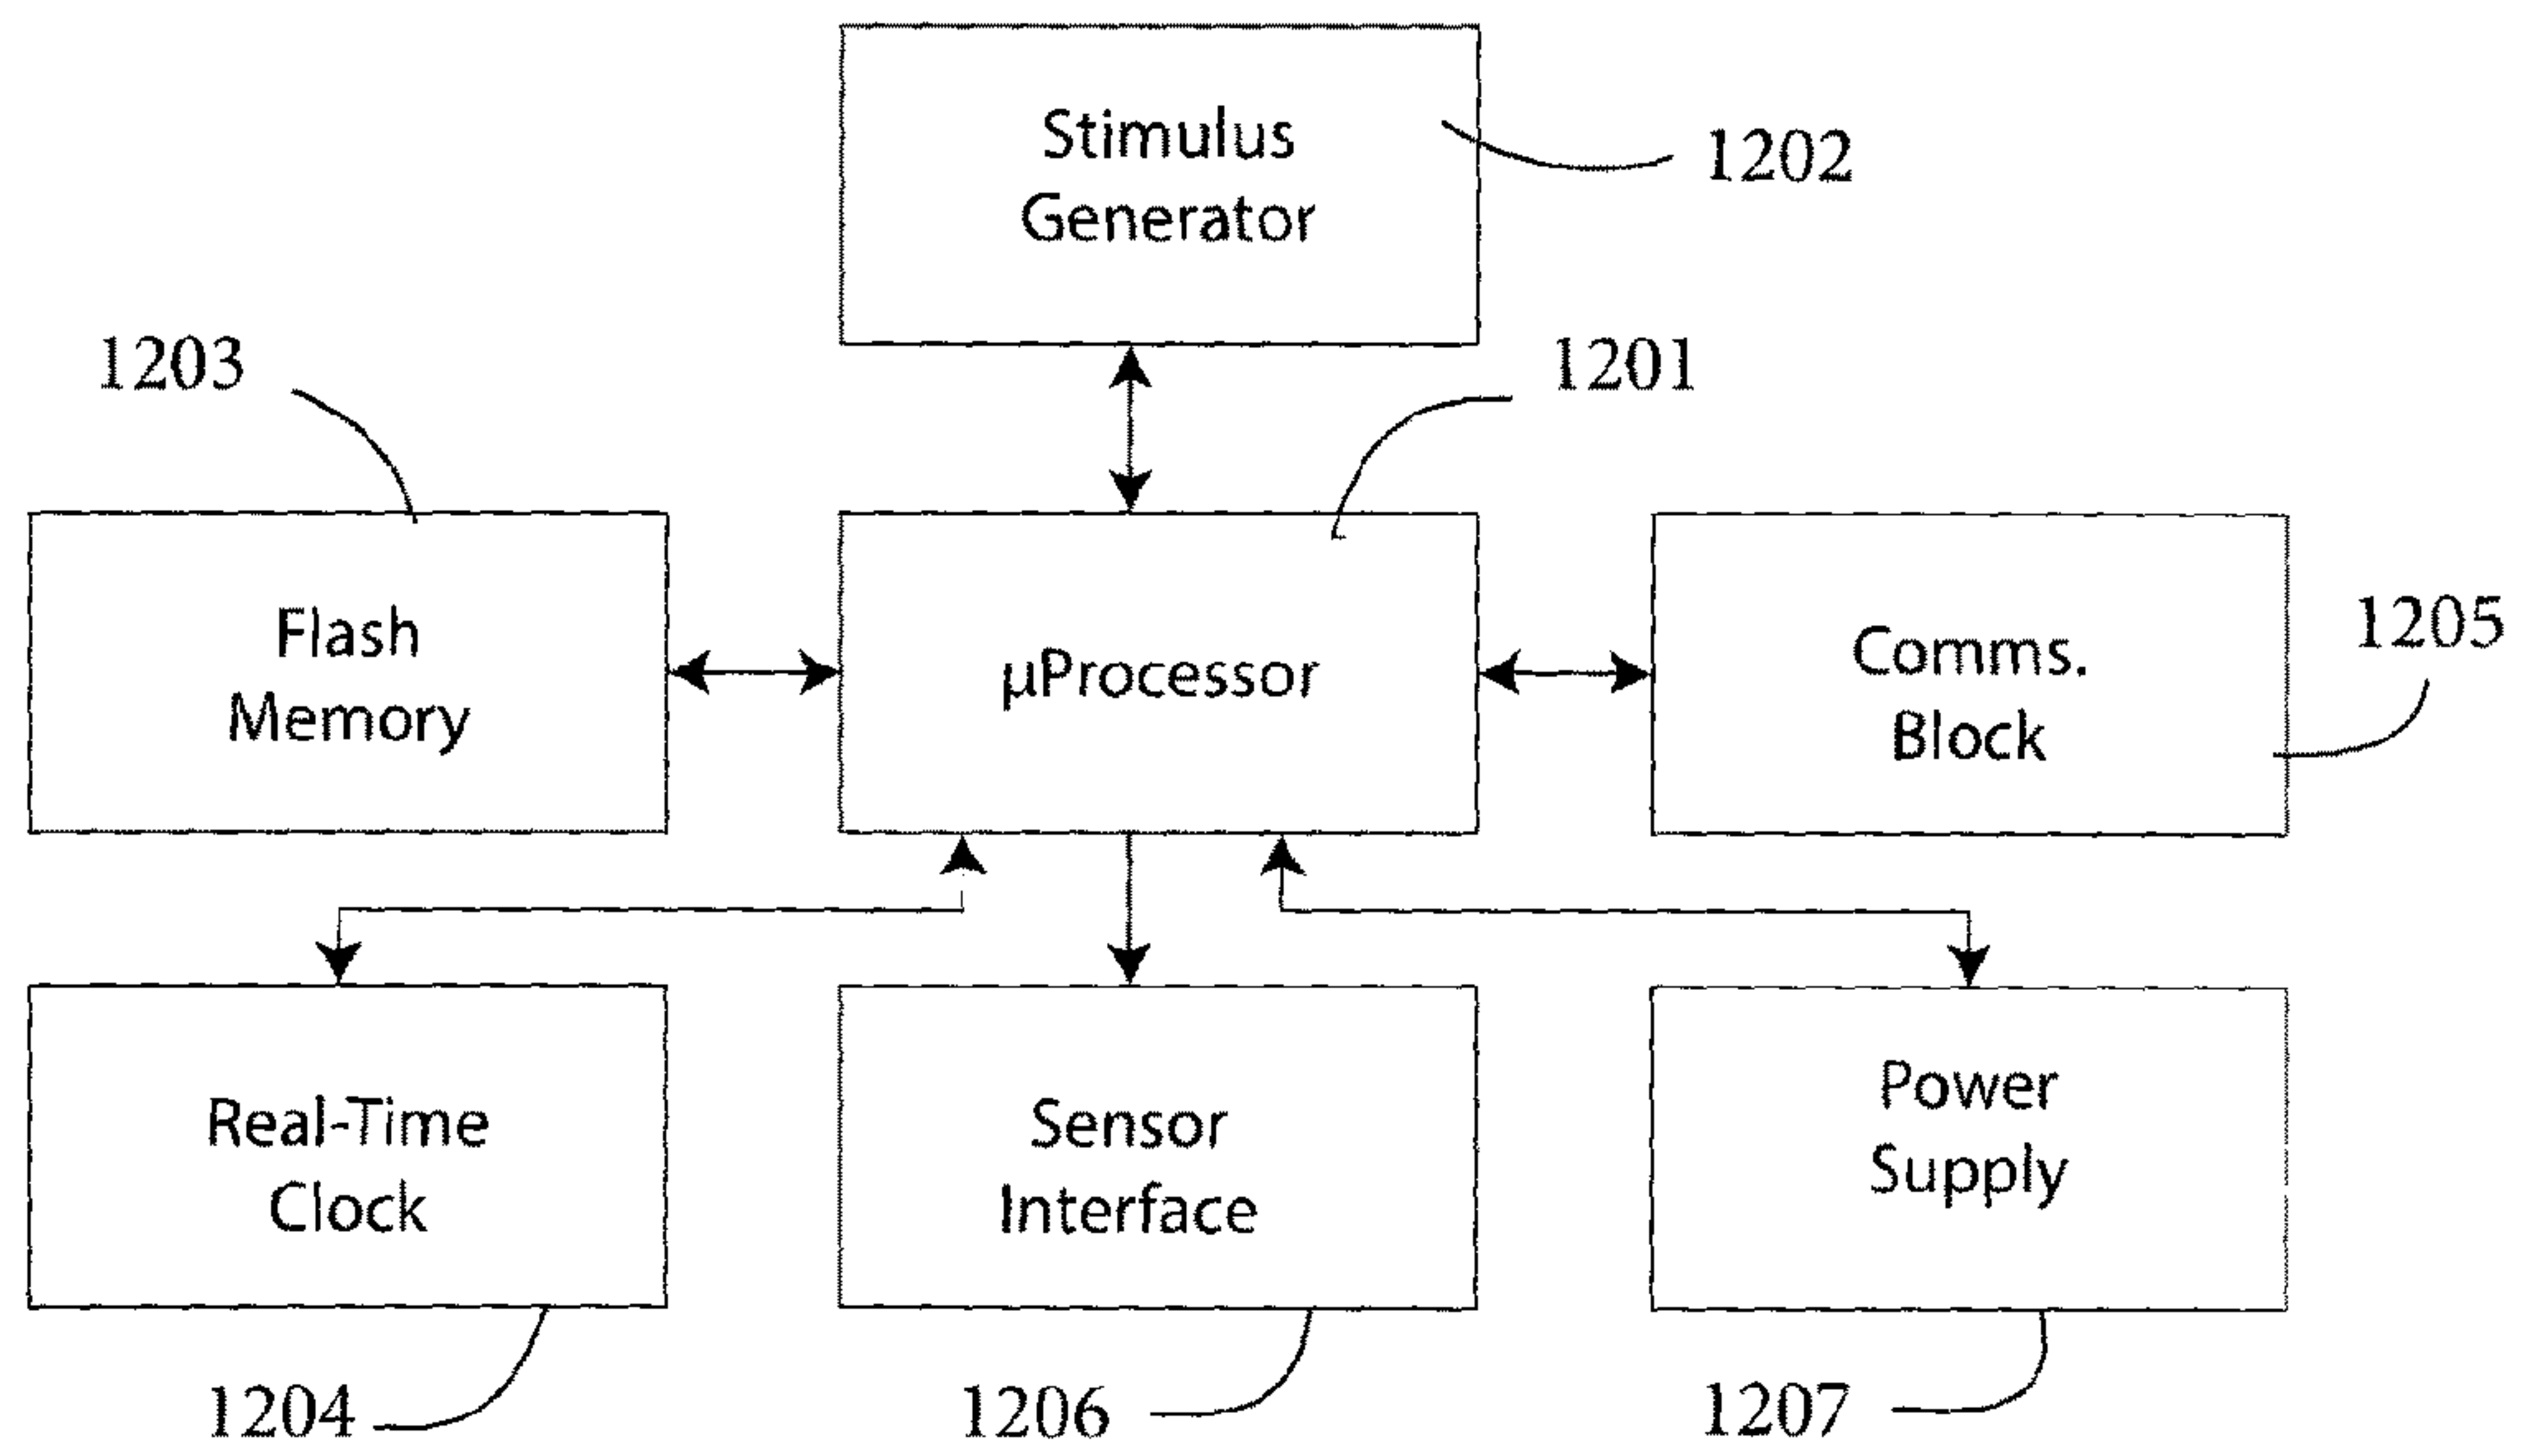 Stimulus
Generator
1202
1203
1201
Flash
Memory
µProcessor
Comms.
Block
1205
Real-Time
Clock
Sensor
Interface
Power
Supply
1204
1206
1207